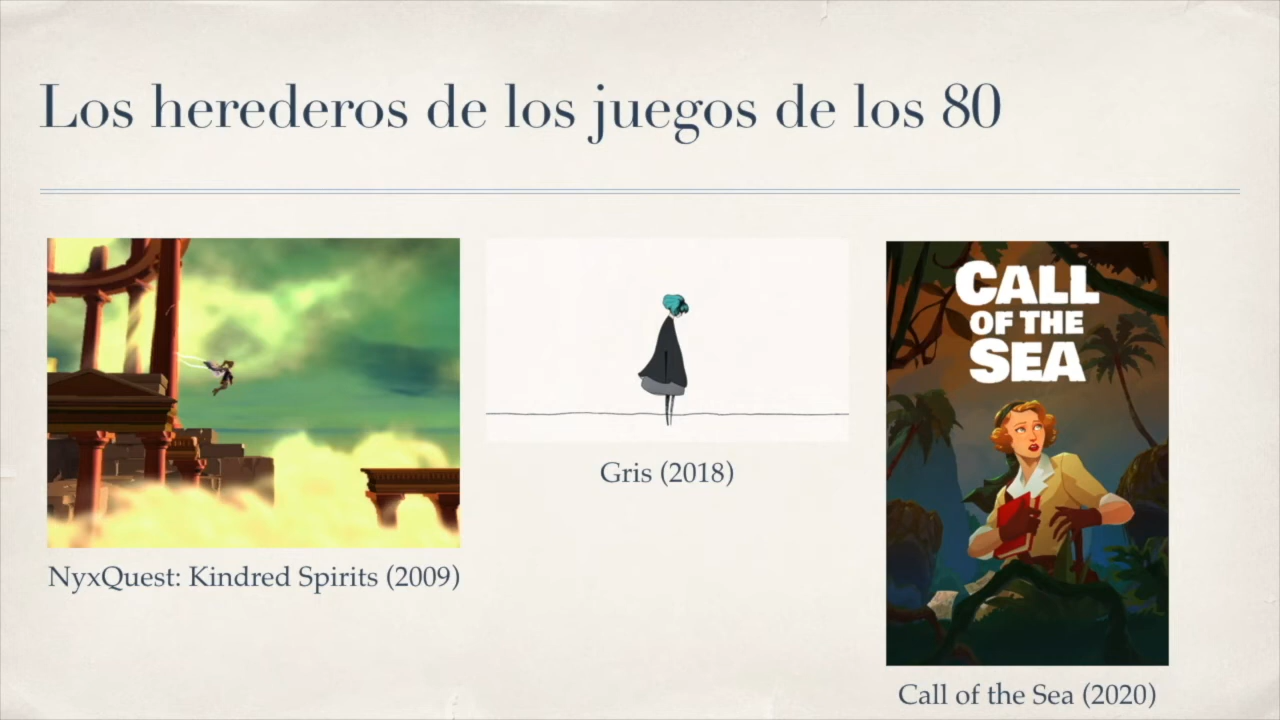 Los herederos de los juegos de los 80
CALL
OF THE
SEA
Gris (2018)
NyxQuest: Kindred Spirits (2009)
Call of the Sea (2020)